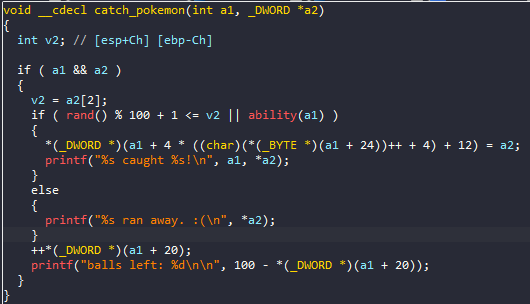 void __cdecl catch_pokemon(int a1, _DWORD *a2)
{
  int v2; // [esp+Ch] [ebp-Ch]
  if ( a1 && a2 )
  {
    v2 = a2[2];
    if ( rand() % 100 + 1 <= v2 || ability(a1) )
    {
      *(_DWORD *)(a1 + 4 * ((char)(*(_BYTE *)(a1 + 24))++ + 4) + 12) = a2;
      printf("%s caught %s!\n", a1, *a2);
    }
    else
    {
      printf("%s ran away. :(\n", *a2);
    }
    ++*(_DWORD *)(a1 + 20);
    printf("balls left: %d\n\n", 100 - *(_DWORD *)(a1 + 20));
  }
}